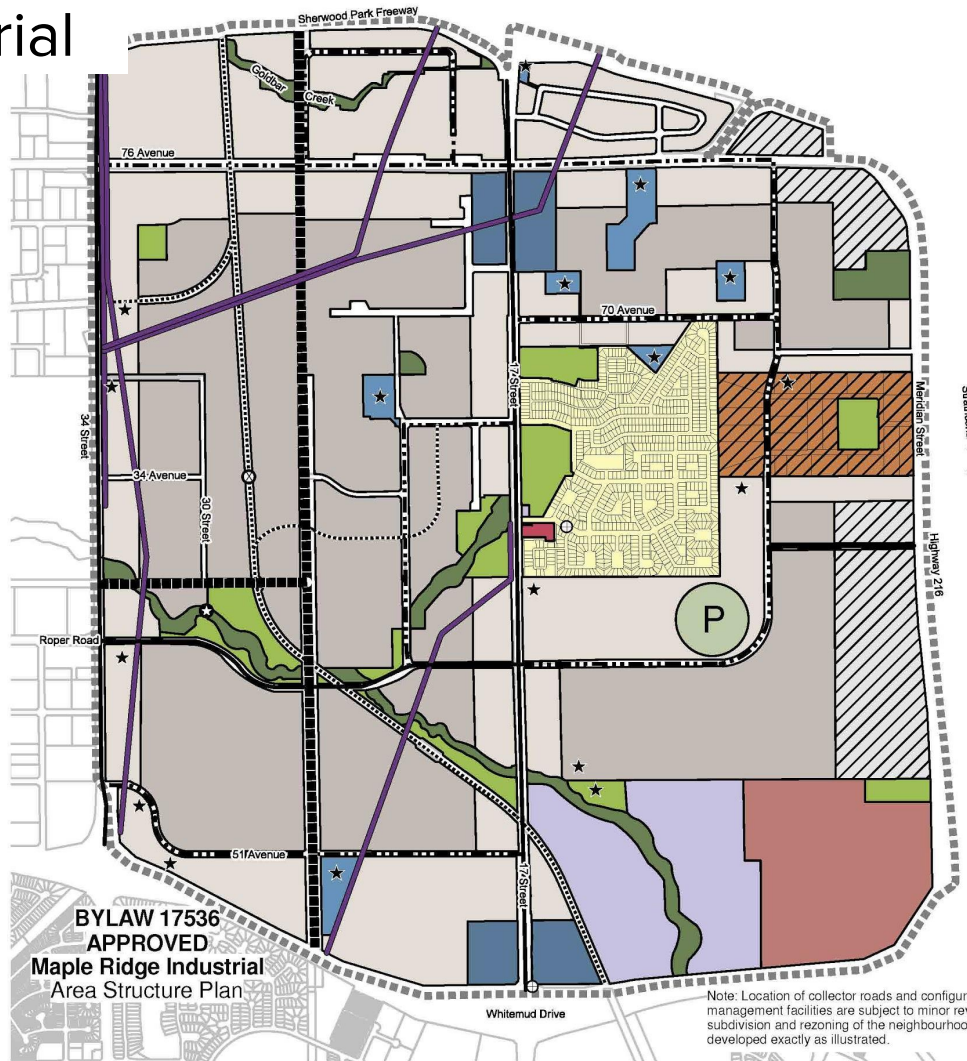 rial
Sherwood Park Freeway
Goldbar
Creek
76 Avenue
70 Avenue
17 Street
34 Street
Meridian Street
34 Avenue
30 Street
Highway 216
P
Roper Road
51 Avenue
17 Street
BYLAW 17536
APPROVED
Maple Ridge Industrial
Area Structure Plan
Whitemud Drive
Note: Location of collector roads and configur
management facilities are subject to minor rev
subdivision and rezoning of the neighbourhoo
developed exactly as illustrated.